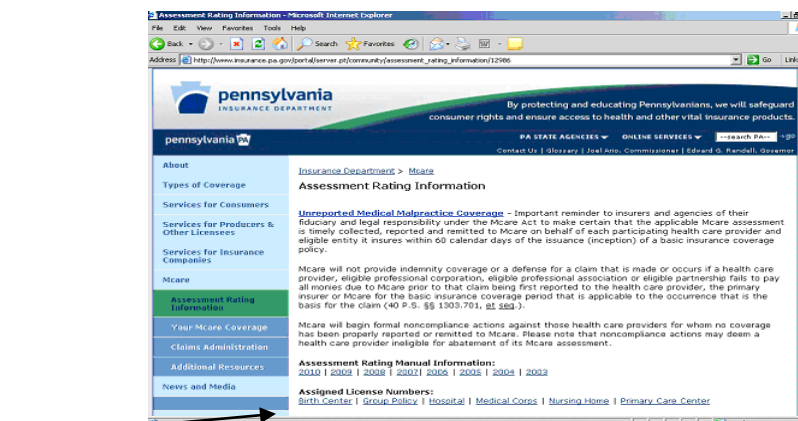 Assessment Rating Information - Microsoft Internet Explorer
File Edit View Favorites Tools Help
Back Search Favorites
Address http://www.insurance.pa.gov/portal/server.pt/community/assessment_rating_information/12986 Go Link
pennsylvania
INSURANCE DEPARTMENT
By protecting and educating Pennsylvanians, we will safeguard
consumer rights and ensure access to health and other vital insurance products.
pennsylvania PA
PA STATE AGENCIES ONLINE SERVICES --search PA-- go
Contact Us | Glossary | Joel Ario, Commissioner | Edward G. Rendell, Governor
About
Types of Coverage
Services for Consumers
Services for Producers &
Other Licensees
Services for Insurance
Companies
Mcare
Assessment Rating
Information
Your Mcare Coverage
Claims Administration
Additional Resources
News and Media
Insurance Department > Mcare
Assessment Rating Information
Unreported Medical Malpractice Coverage - Important reminder to insurers and agencies of their
fiduciary and legal responsibility under the Mcare Act to make certain that the applicable Mcare assessment
is timely collected, reported and remitted to Mcare on behalf of each participating health care provider and
eligible entity it insures within 60 calendar days of the issuance (inception) of a basic insurance coverage
policy.
Mcare will not provide indemnity coverage or a defense for a claim that is made or occurs if a health care
provider, eligible professional corporation, eligible professional association or eligible partnership fails to pay
all monies due to Mcare prior to that claim being first reported to the health care provider, the primary
insurer or Mcare for the basic insurance coverage period that is applicable to the occurrence that is the
basis for the claim (40 P.S. §§ 1303.701, et seq.).
Mcare will begin formal noncompliance actions against those health care providers for whom no coverage
has been properly reported or remitted to Mcare. Please note that noncompliance actions may deem a
health care provider ineligible for abatement of its Mcare assessment.
Assessment Rating Manual Information:
2010 | 2009 | 2008 | 2007| 2006 | 2005 | 2004 | 2003
Assigned License Numbers:
Birth Center | Group Policy | Hospital | Medical Corps | Nursing Home | Primary Care Center